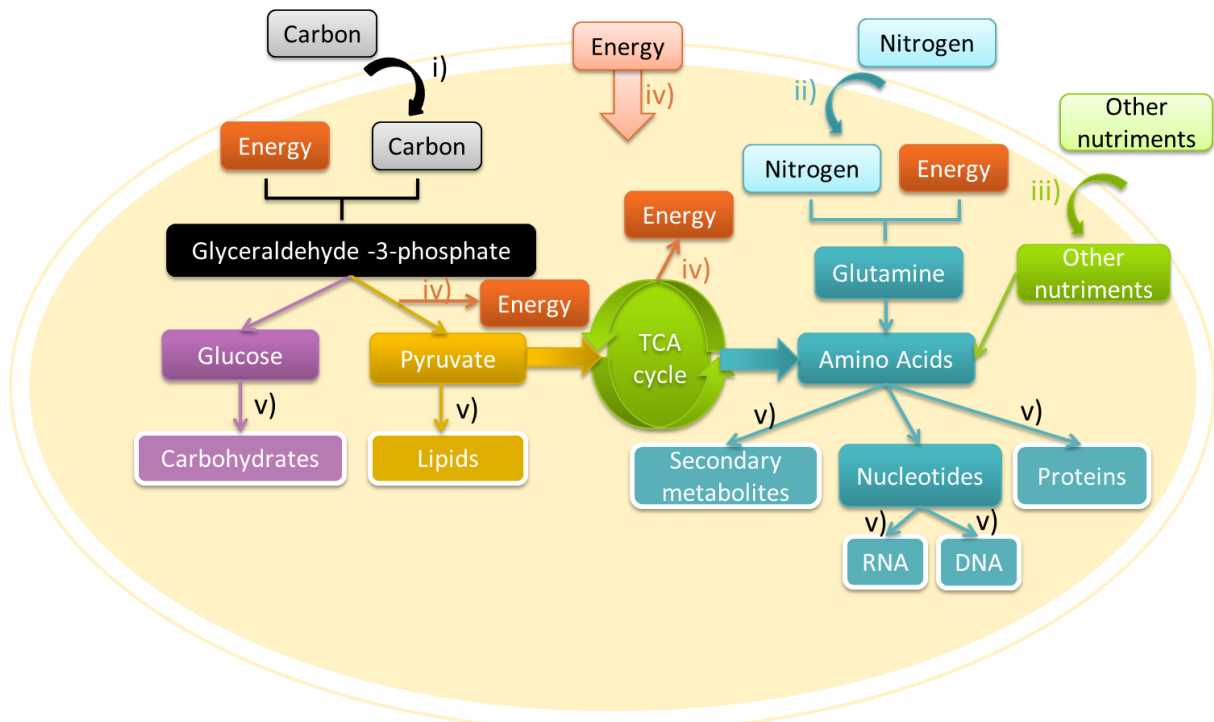 Carbon
i)
Energy
iv)
Nitrogen
ii)
Other
nutriments
iii)
Energy
Carbon
Nitrogen
Energy
Glyceraldehyde -3-phosphate
iv)
Energy
Energy
iv)
Glutamine
Other
nutriments
Glucose
Pyruvate
TCA
cycle
Amino Acids
v)
v)
v)
v)
Carbohydrates
Lipids
Secondary
metabolites
Nucleotides
Proteins
v)
v)
RNA
DNA